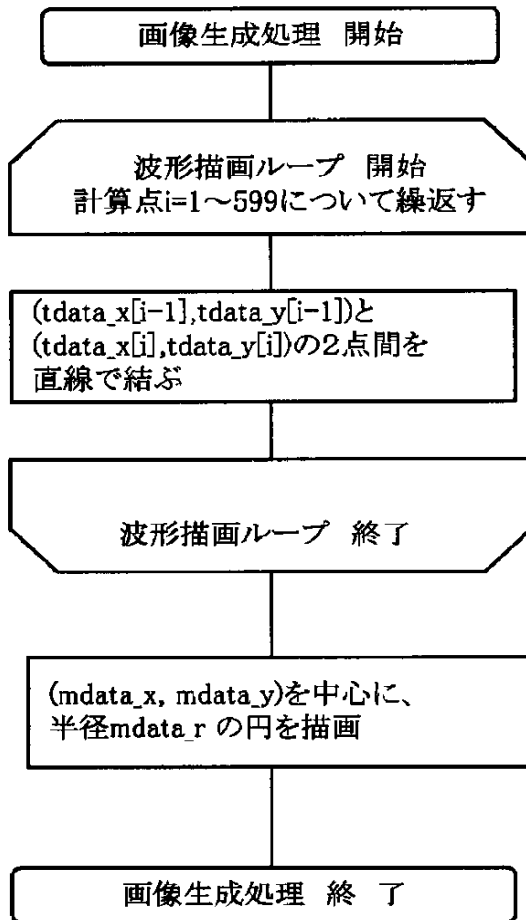 画像生成処理 開始
波形描画ループ 開始
計算点i=1～599について繰返す
(tdata_x[i-1],tdata_y[i-1])と
(tdata_x[i],tdata_y[i])の2点間を
直線で結ぶ
波形描画ループ 終了
(mdata_x, mdata_y)を中心に、
半径mdata_r の円を描画
画像生成処理 終 了